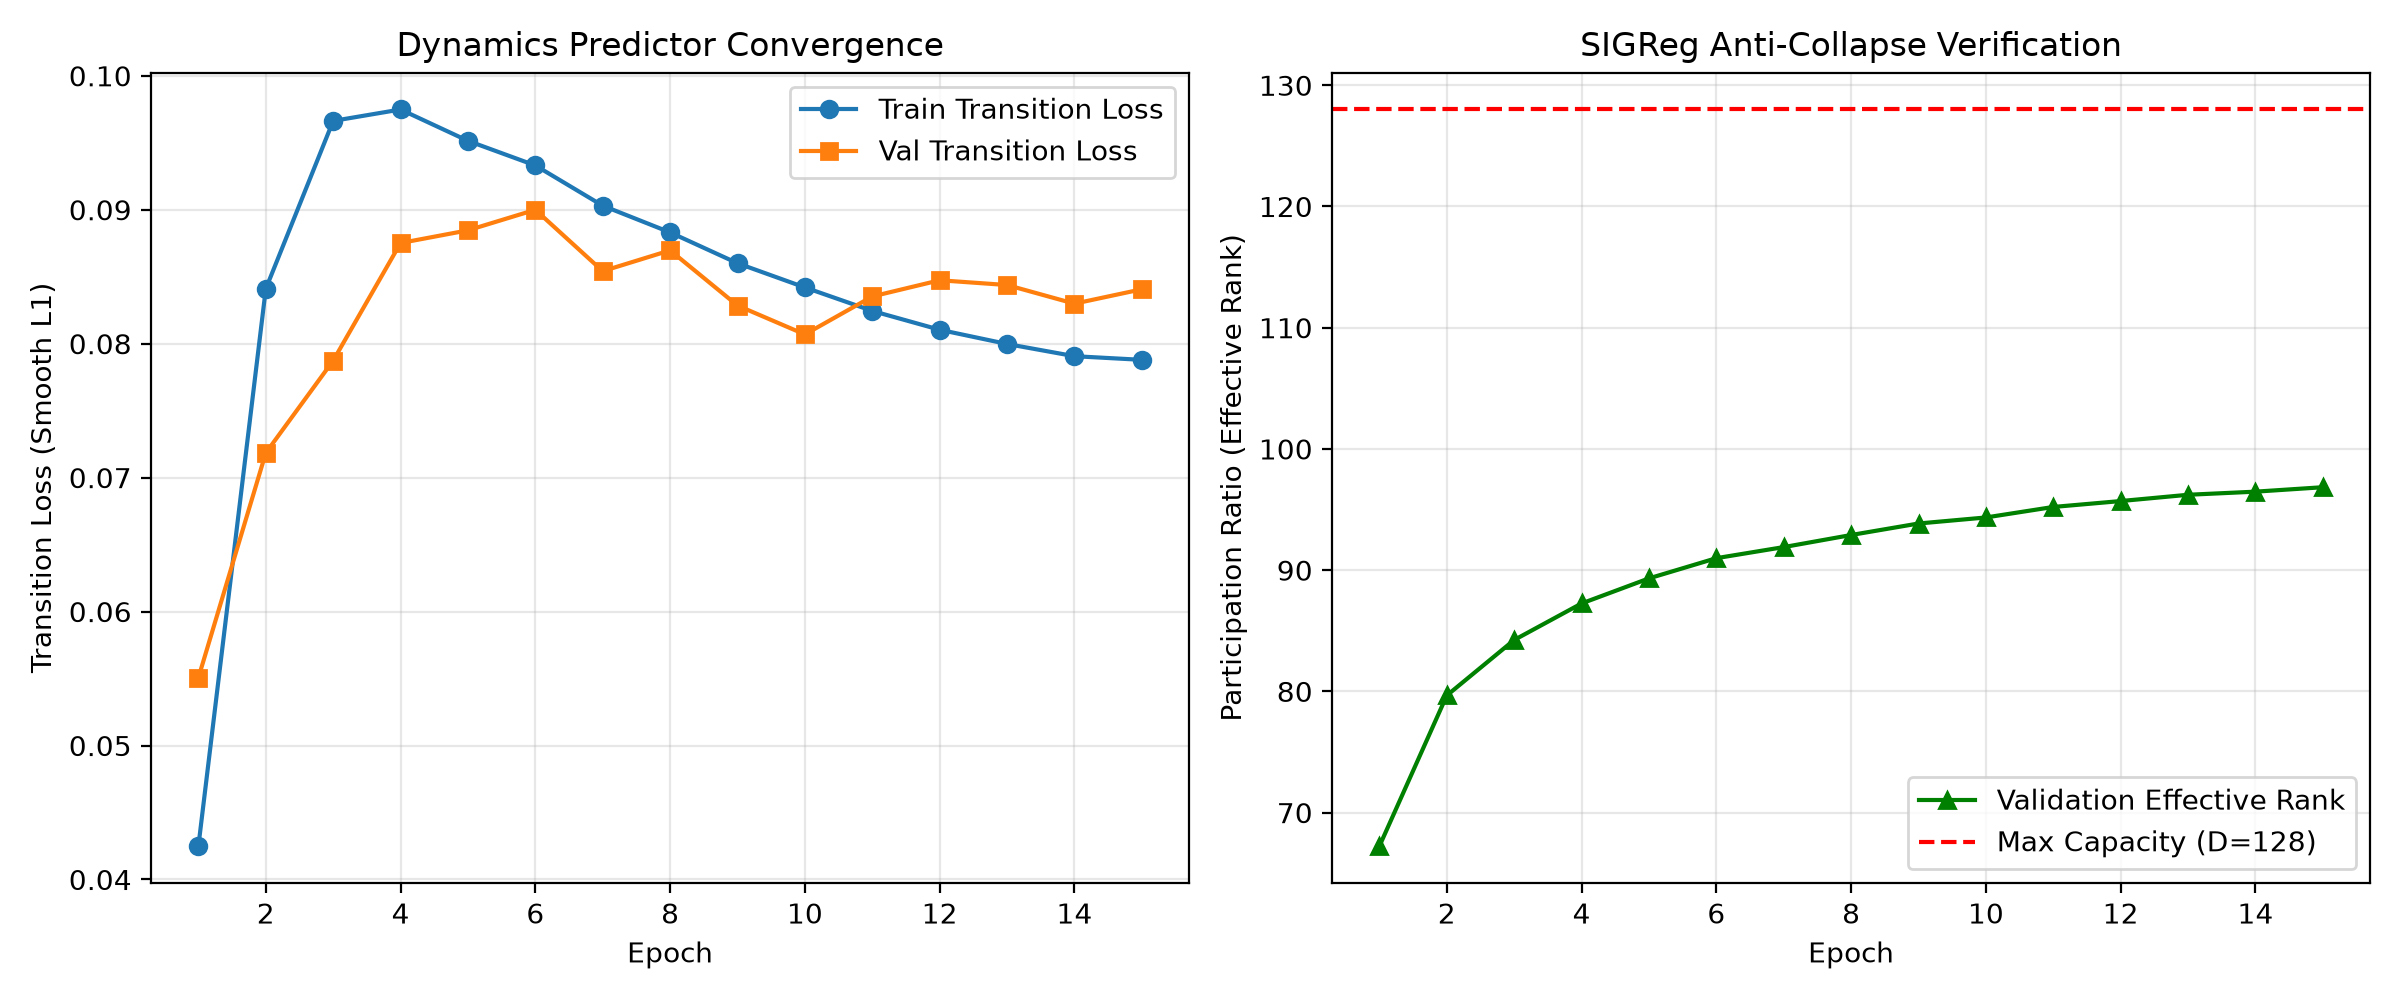 Dynamics Predictor Convergence
Transition Loss (Smooth L1)
0.10
0.09
0.08
0.07
0.06
0.05
0.04
Train Transition Loss
Val Transition Loss
2 4 6 8 10 12 14
Epoch
SIGReg Anti-Collapse Verification
Participation Ratio (Effective Rank)
130
120
110
100
90
80
70
Validation Effective Rank
Max Capacity (D=128)
2 4 6 8 10 12 14
Epoch